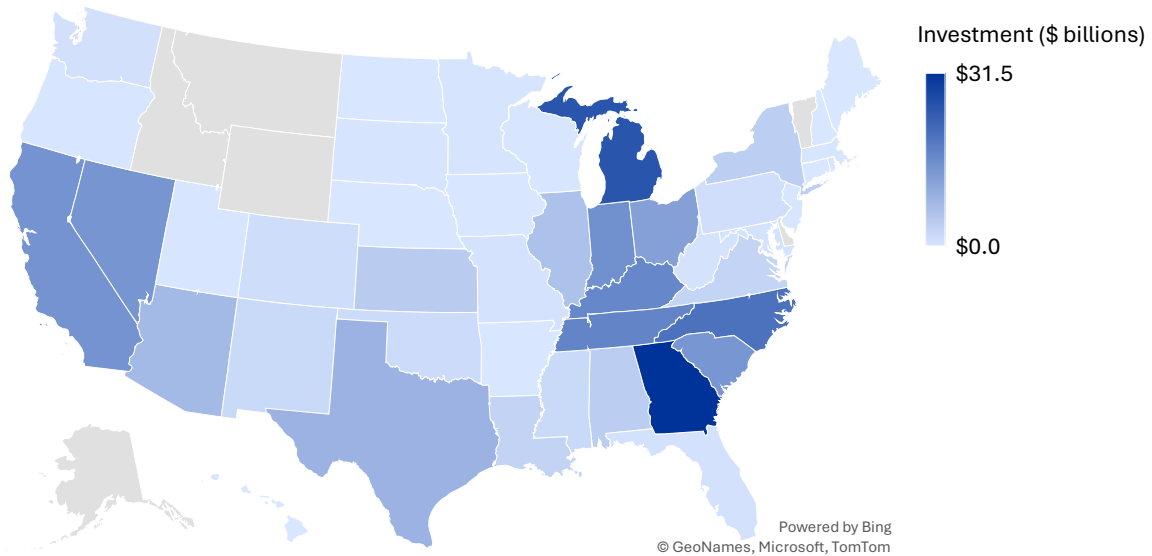 Investment ($ billions)
$31.5
$0.0
Powered by Bing
© GeoNames, Microsoft, TomTom